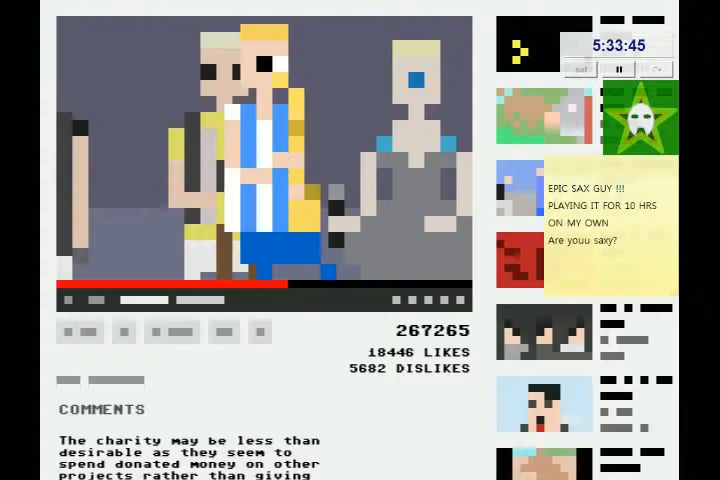 5:33:45
set
EPIC SAX GUY !!!
PLAYING IT FOR 10 HRS
ON MY OWN
Are youu saxy?
267265
18446 LIKES
5682 DISLIKES
COMMENTS
The charity may be less than
desirable as they seem to
spend donated money on other
projects rather than giving